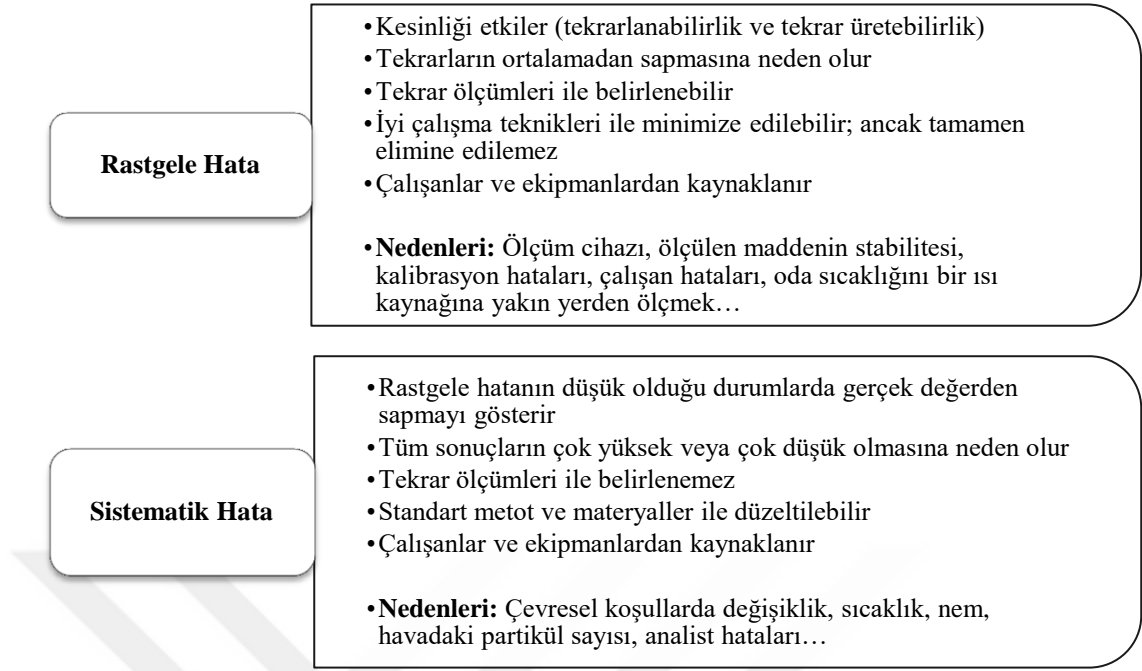 •Kesinliği etkiler (tekrarlanabilirlik ve tekrar üretebilirlik)
•Tekrarların ortalamadan sapmasına neden olur
•Tekrar ölçümleri ile belirlenebilir
•İyi çalışma teknikleri ile minimize edilebilir; ancak tamamen
elimine edilemez
•Çalışanlar ve ekipmanlardan kaynaklanır
Rastgele Hata
•Nedenleri: Ölçüm cihazı, ölçülen maddenin stabilitesi,
kalibrasyon hataları, çalışan hataları, oda sıcaklığını bir ısı
kaynağına yakın yerden ölçmek…
•Rastgele hatanın düşük olduğu durumlarda gerçek değerden
sapmayı gösterir
•Tüm sonuçların çok yüksek veya çok düşük olmasına neden olur
•Tekrar ölçümleri ile belirlenemez
•Standart metot ve materyaller ile düzeltilebilir
•Çalışanlar ve ekipmanlardan kaynaklanır
Sistematik Hata
•Nedenleri: Çevresel koşullarda değişiklik, sıcaklık, nem,
havadaki partikül sayısı, analist hataları…